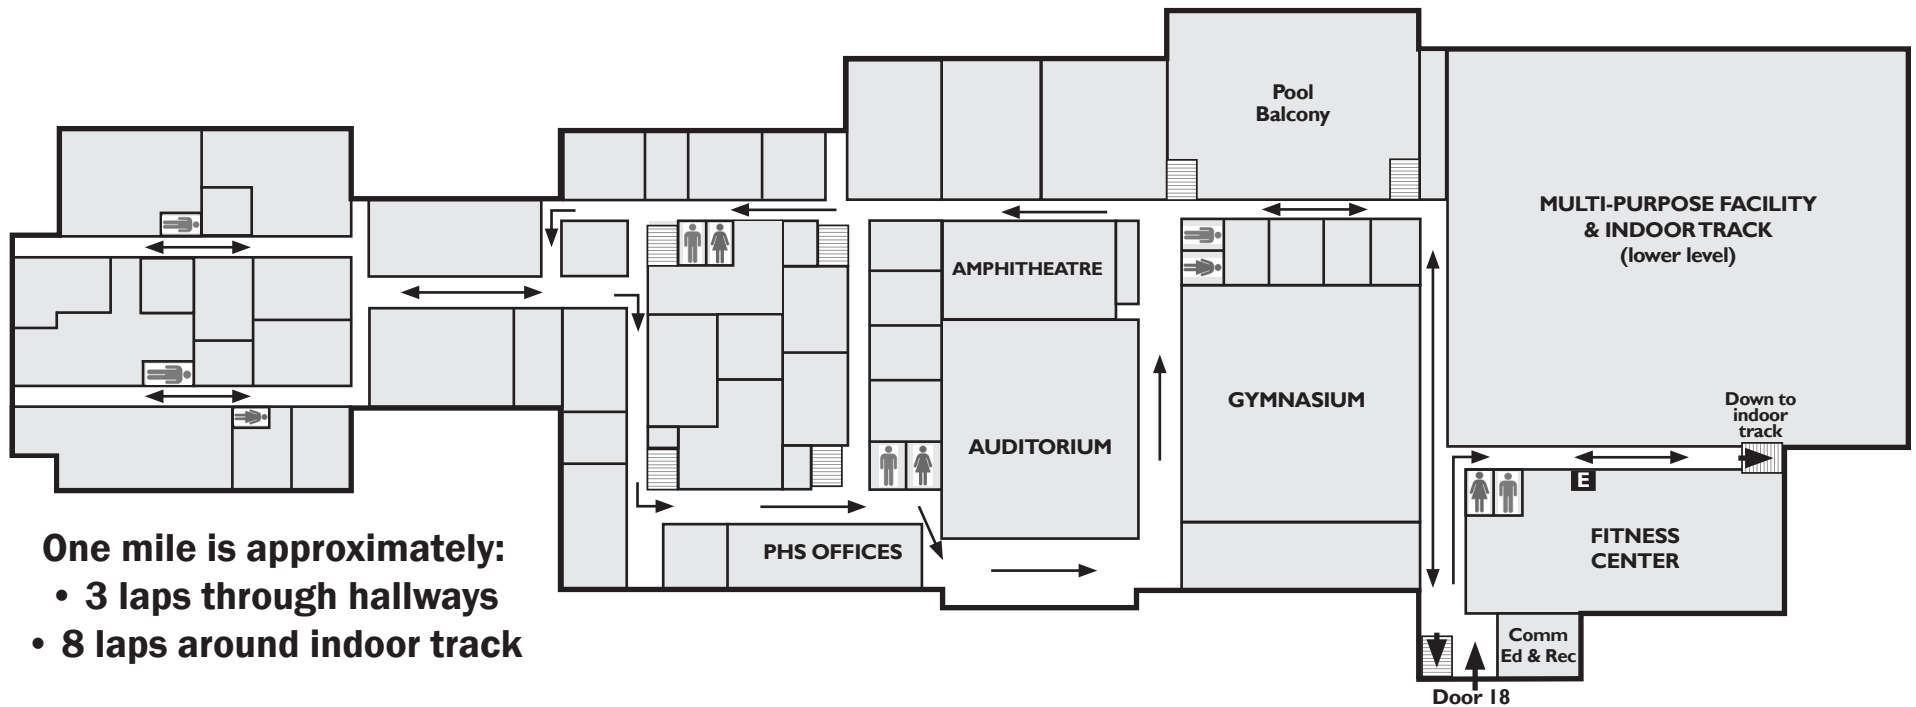 Pool
Balcony
MULTI-PURPOSE FACILITY
& INDOOR TRACK
(lower level)
AMPHITHEATRE
GYMNASIUM
Down to
indoor
track
AUDITORIUM
E
FITNESS
CENTER
PHS OFFICES
One mile is approximately:
• 3 laps through hallways
• 8 laps around indoor track
Comm
Ed & Rec
Door 18